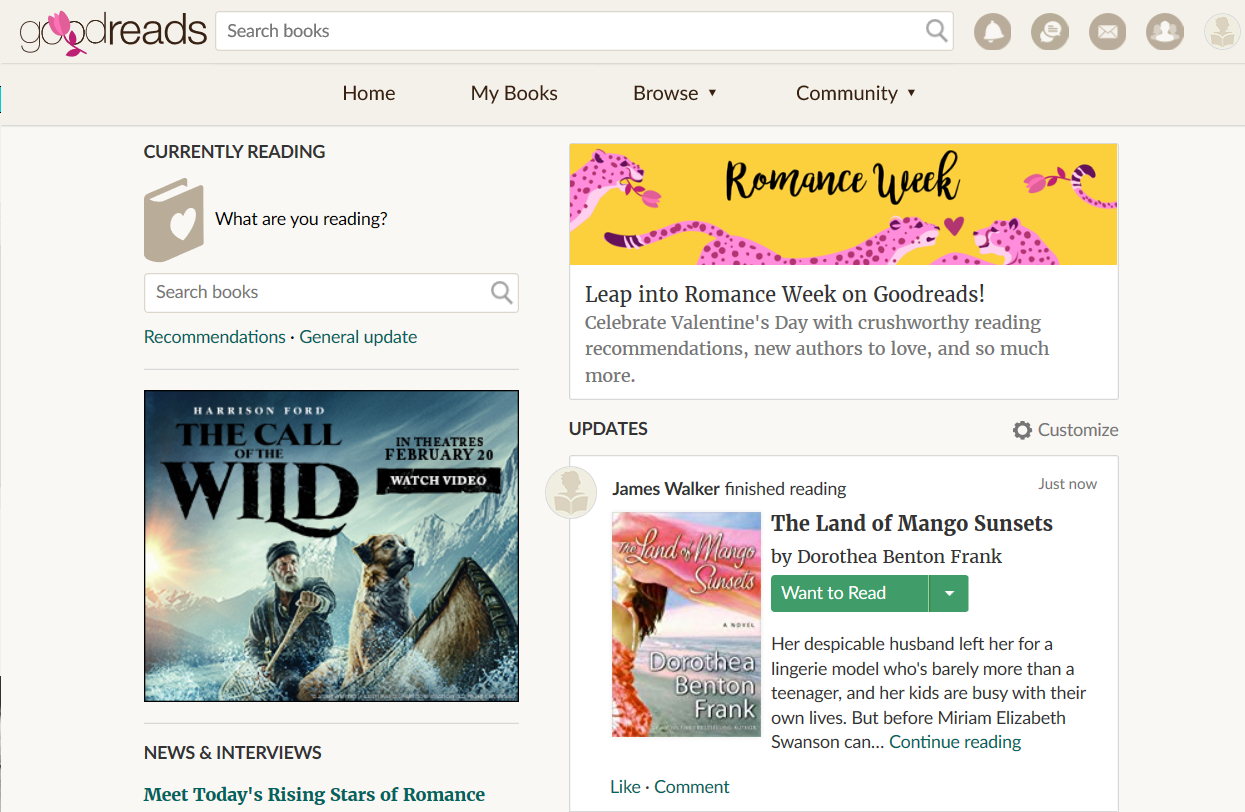 goodreads
Search books
Home
My Books
Browse ▼
Community ▼
CURRENTLY READING
What are you reading?
Search books
Recommendations · General update
HARRISON FORD
THE CALL
OF THE
WILD
IN THEATRES
FEBRUARY 20
WATCH VIDEO
NEWS & INTERVIEWS
Meet Today's Rising Stars of Romance
Romance Week
Leap into Romance Week on Goodreads!
Celebrate Valentine's Day with crushworthy reading
recommendations, new authors to love, and so much
more.
UPDATES
Customize
James Walker finished reading
Just now
The Land of Mango
Sunsets
A NOVEL
Dorothea
Benton
Frank
The Land of Mango Sunsets
by Dorothea Benton Frank
Want to Read
Her despicable husband left her for a
lingerie model who's barely more than a
teenager, and her kids are busy with their
own lives. But before Miriam Elizabeth
Swanson can... Continue reading
Like · Comment